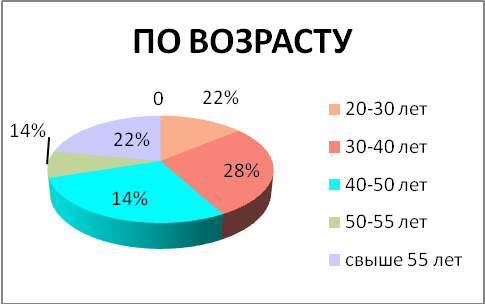 ПО ВОЗРАСТУ
0
22%
14%
22%
28%
14%
20-30 лет
30-40 лет
40-50 лет
50-55 лет
свыше 55 лет